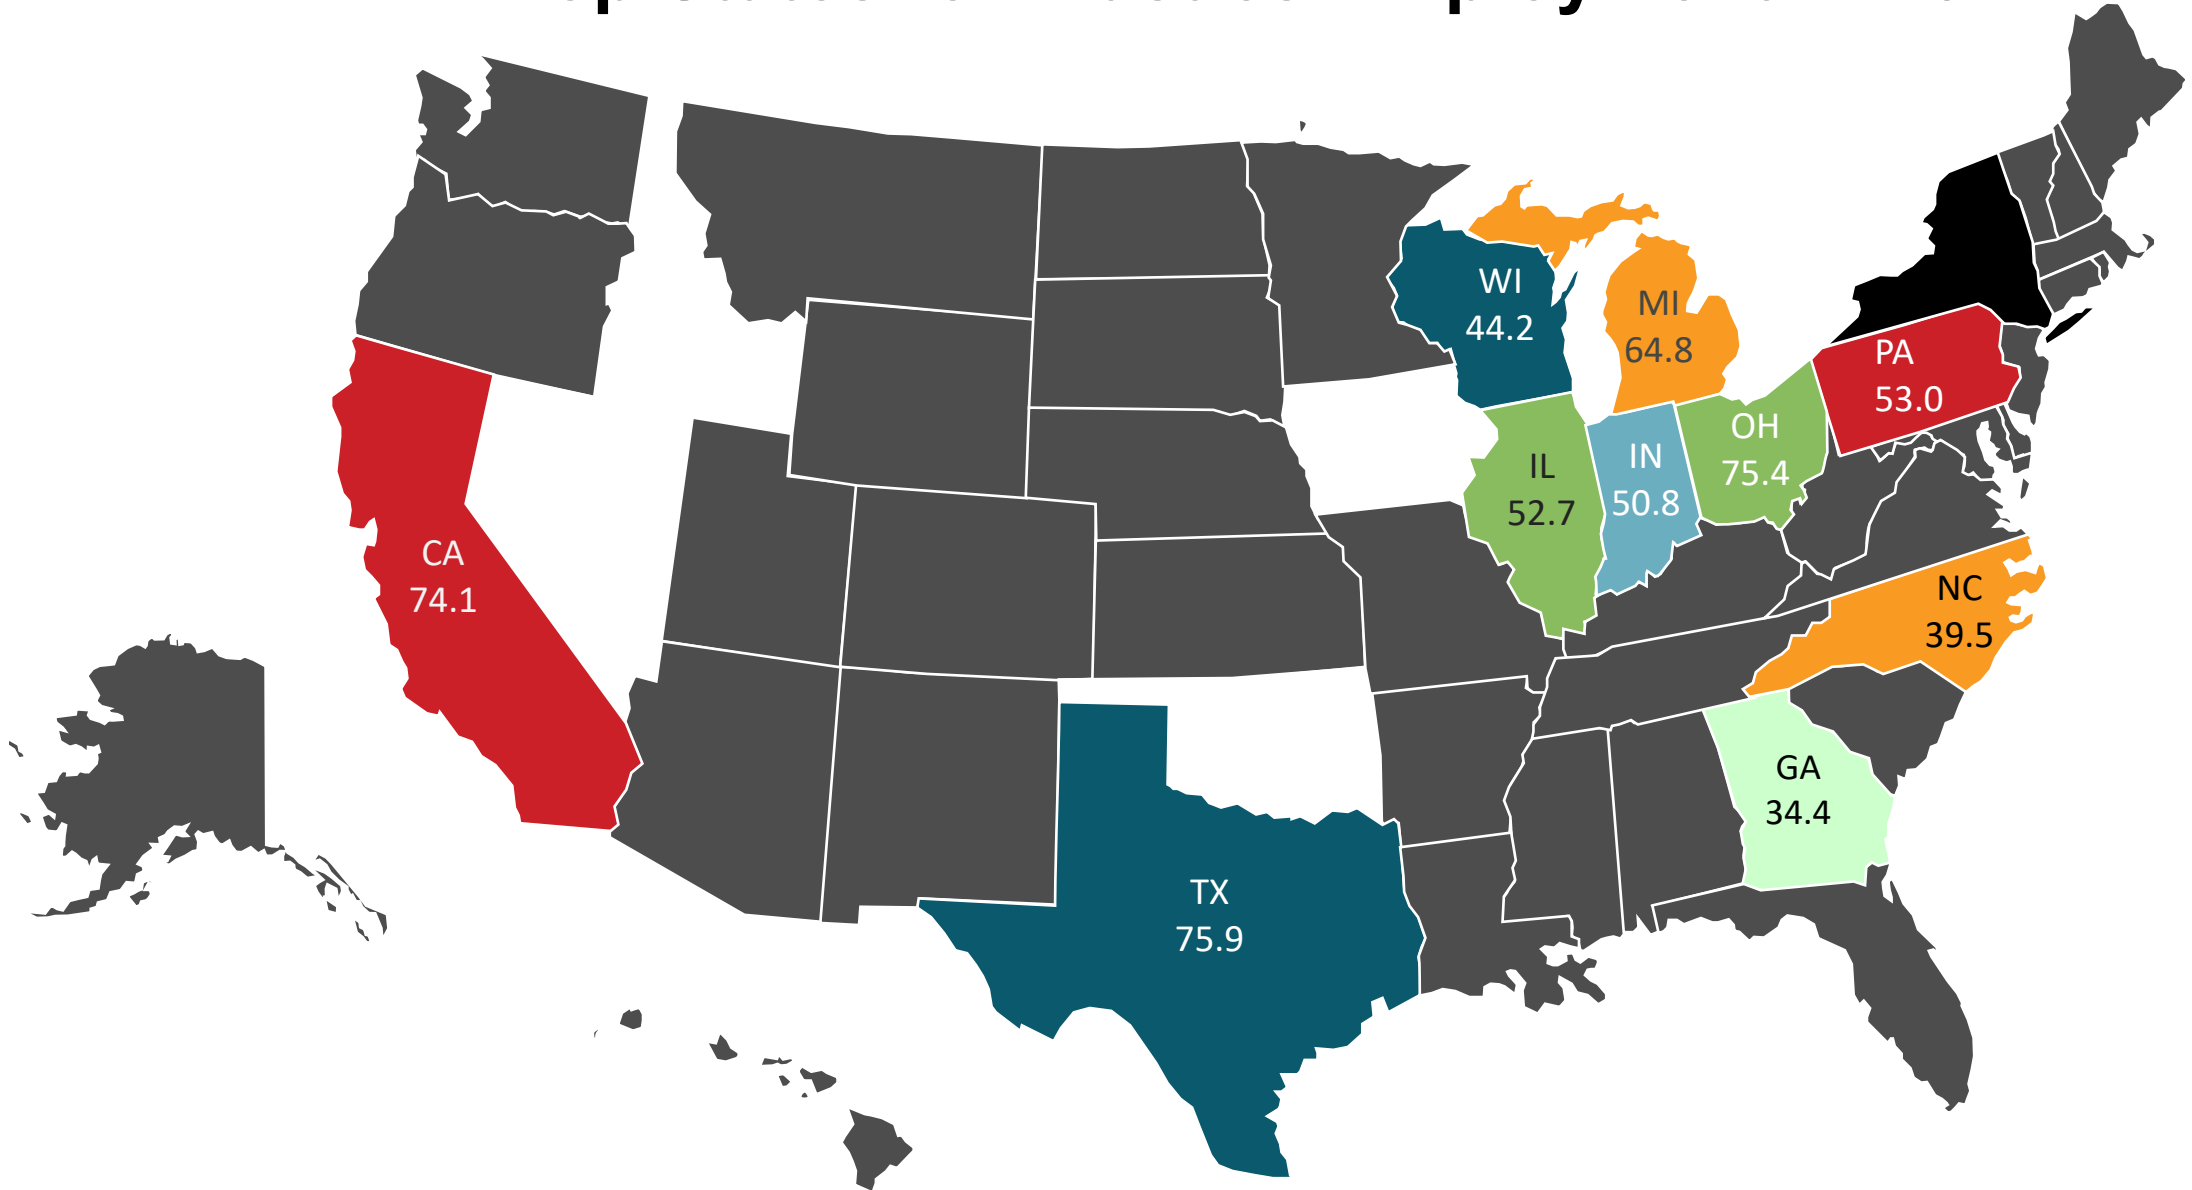 WI
44.2
MI
64.8
PA
53.0
OH
75.4
IL
52.7
IN
50.8
CA
74.1
NC
39.5
GA
34.4
TX
75.9